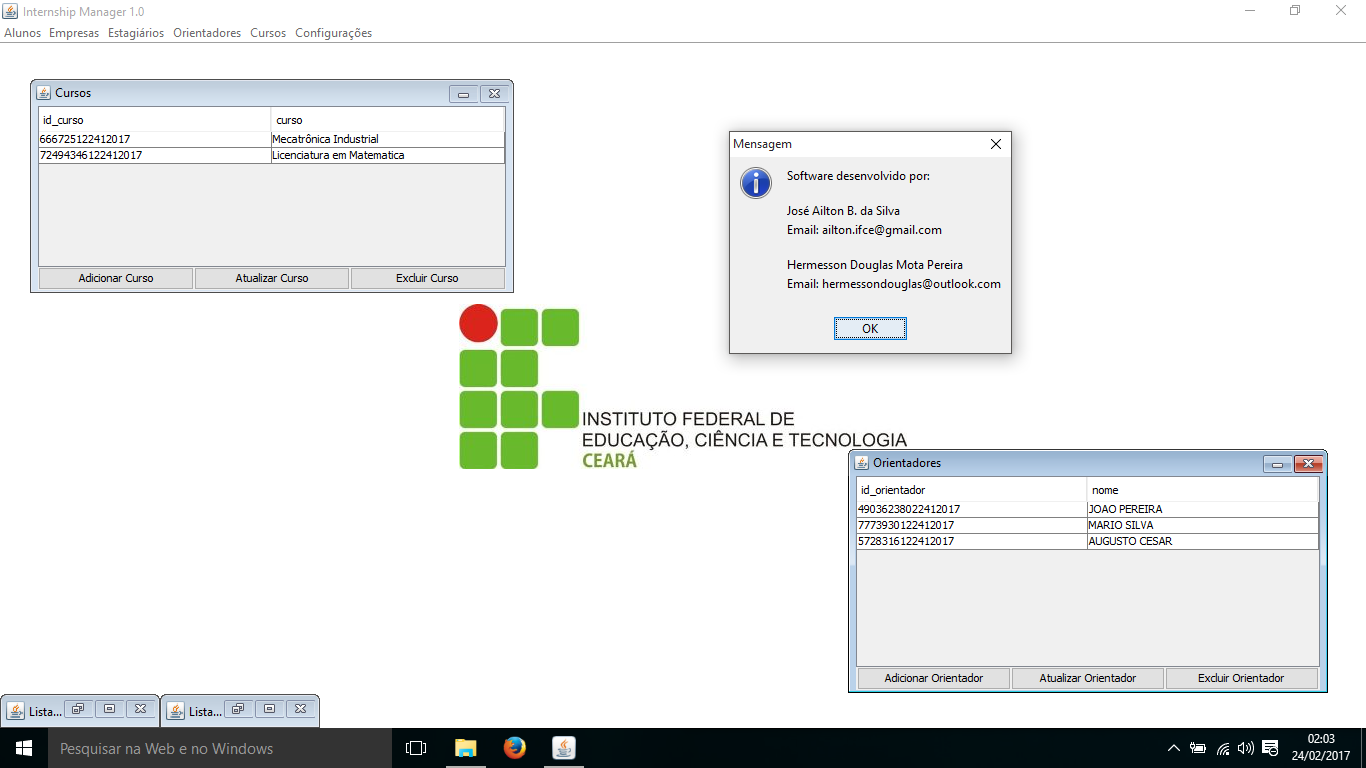 Internship Manager 1.0
Alunos Empresas Estagiários Orientadores Cursos Configurações
Cursos
id_curso curso
666725122412017 Mecatrônica Industrial
72494346122412017 Licenciatura em Matematica
Adicionar Curso Atualizar Curso Excluir Curso
Mensagem
Software desenvolvido por:
José Ailton B. da Silva
Email: ailton.ifce@gmail.com
Hermesson Douglas Mota Pereira
Email: hermessondouglas@outlook.com
OK
INSTITUTO FEDERAL DE
EDUCAÇÃO, CIÊNCIA E TECNOLOGIA
CEARÁ
Orientadores
id_orientador nome
49036238022412017 JOAO PEREIRA
7773930122412017 MARIO SILVA
5728316122412017 AUGUSTO CESAR
Adicionar Orientador Atualizar Orientador Excluir Orientador
Lista... Lista...
Pesquisar na Web e no Windows
02:03
24/02/2017